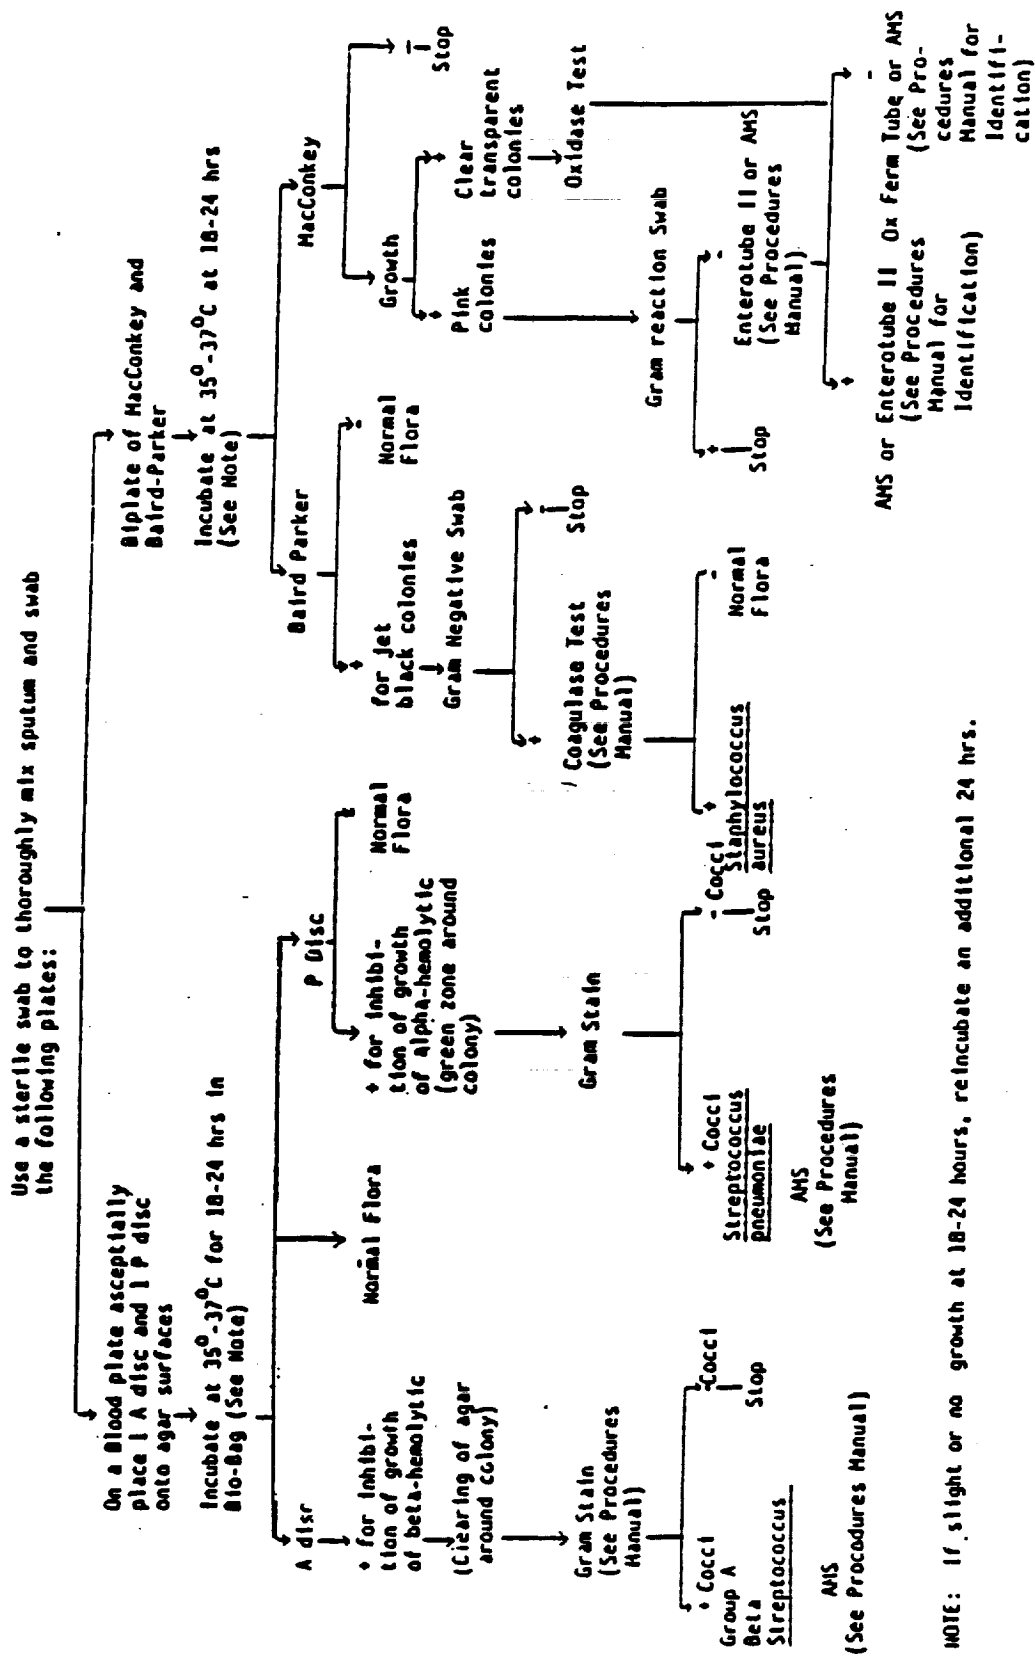 Use a sterile swab to thoroughly mix sputum and swab
the following plates:
On a Blood plate asceptially
place 1 A disc and 1 P disc
onto agar surfaces
Incubate at 35°-37°C for 18-24 hrs in
Bio-Bag (See Note)
A disc
+ for inhibi-
tion of growth
of beta-hemolytic
(Clearing of agar
around colony)
Gram Stain
(See Procedures
Manual)
+ Cocci
Group A
Beta
Streptococcus
AMS
(See Procedures Manual)
- Cocci
Stop
-
Normal Flora
P Disc
+ for inhibi-
tion of growth
of alpha-hemolytic
(green zone around
colony)
Gram Stain
+ Cocci
Streptococcus
pneumoniae
AMS
(See Procedures
Manual)
- Cocci
Stop
-
Normal
Flora
Biplate of MacConkey and
Baird-Parker
Incubate at 35°-37°C at 18-24 hrs
(See Note)
Baird Parker
+
for jet
black colonies
Gram Negative Swab
+
Coagulase Test
(See Procedures
Manual)
+
Staphylococcus
aureus
-
Normal
Flora
-
Stop
-
Normal
Flora
MacConkey
Growth
+
Pink
colonies
Gram reaction Swab
+
Stop
-
Enterotube II or AMS
(See Procedures
Manual)
+
Clear
transparent
colonies
Oxidase Test
-
Stop
+
AMS or Enterotube II
(See Procedures
Manual for
Identification)
-
Ox Ferm Tube or AMS
(See Pro-
cedures
Manual for
Identifi-
cation)
NOTE: If slight or no growth at 18-24 hours, reincubate an additional 24 hrs.